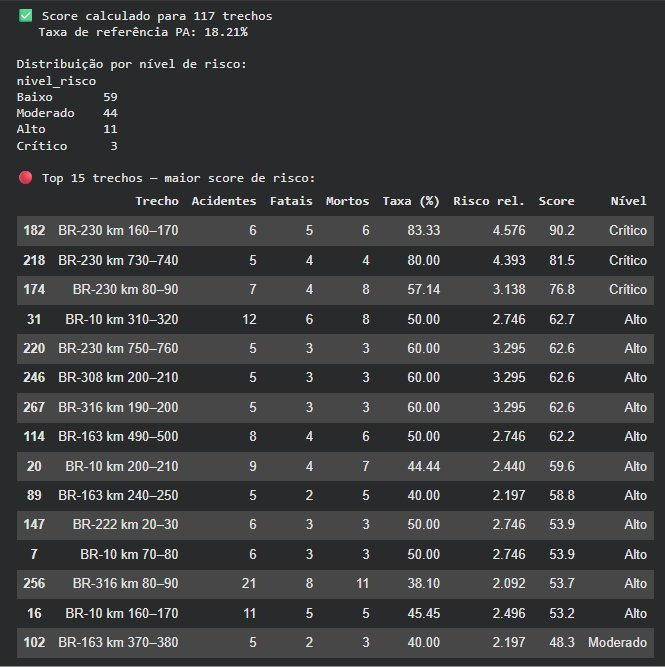 ✅ Score calculado para 117 trechos
Taxa de referência PA: 18.21%
Distribuição por nível de risco:
nivel_risco
Baixo 59
Moderado 44
Alto 11
Crítico 3
🔴 Top 15 trechos — maior score de risco:
Trecho Acidentes Fatais Mortos Taxa (%) Risco rel. Score Nível
182 BR-230 km 160–170 6 5 6 83.33 4.576 90.2 Crítico
218 BR-230 km 730–740 5 4 4 80.00 4.393 81.5 Crítico
174 BR-230 km 80–90 7 4 8 57.14 3.138 76.8 Crítico
31 BR-10 km 310–320 12 6 8 50.00 2.746 62.7 Alto
220 BR-230 km 750–760 5 3 3 60.00 3.295 62.6 Alto
246 BR-308 km 200–210 5 3 3 60.00 3.295 62.6 Alto
267 BR-316 km 190–200 5 3 3 60.00 3.295 62.6 Alto
114 BR-163 km 490–500 8 4 6 50.00 2.746 62.2 Alto
20 BR-10 km 200–210 9 4 7 44.44 2.440 59.6 Alto
89 BR-163 km 240–250 5 2 5 40.00 2.197 58.8 Alto
147 BR-222 km 20–30 6 3 3 50.00 2.746 53.9 Alto
7 BR-10 km 70–80 6 3 3 50.00 2.746 53.9 Alto
256 BR-316 km 80–90 21 8 11 38.10 2.092 53.7 Alto
16 BR-10 km 160–170 11 5 5 45.45 2.496 53.2 Alto
102 BR-163 km 370–380 5 2 3 40.00 2.197 48.3 Moderado